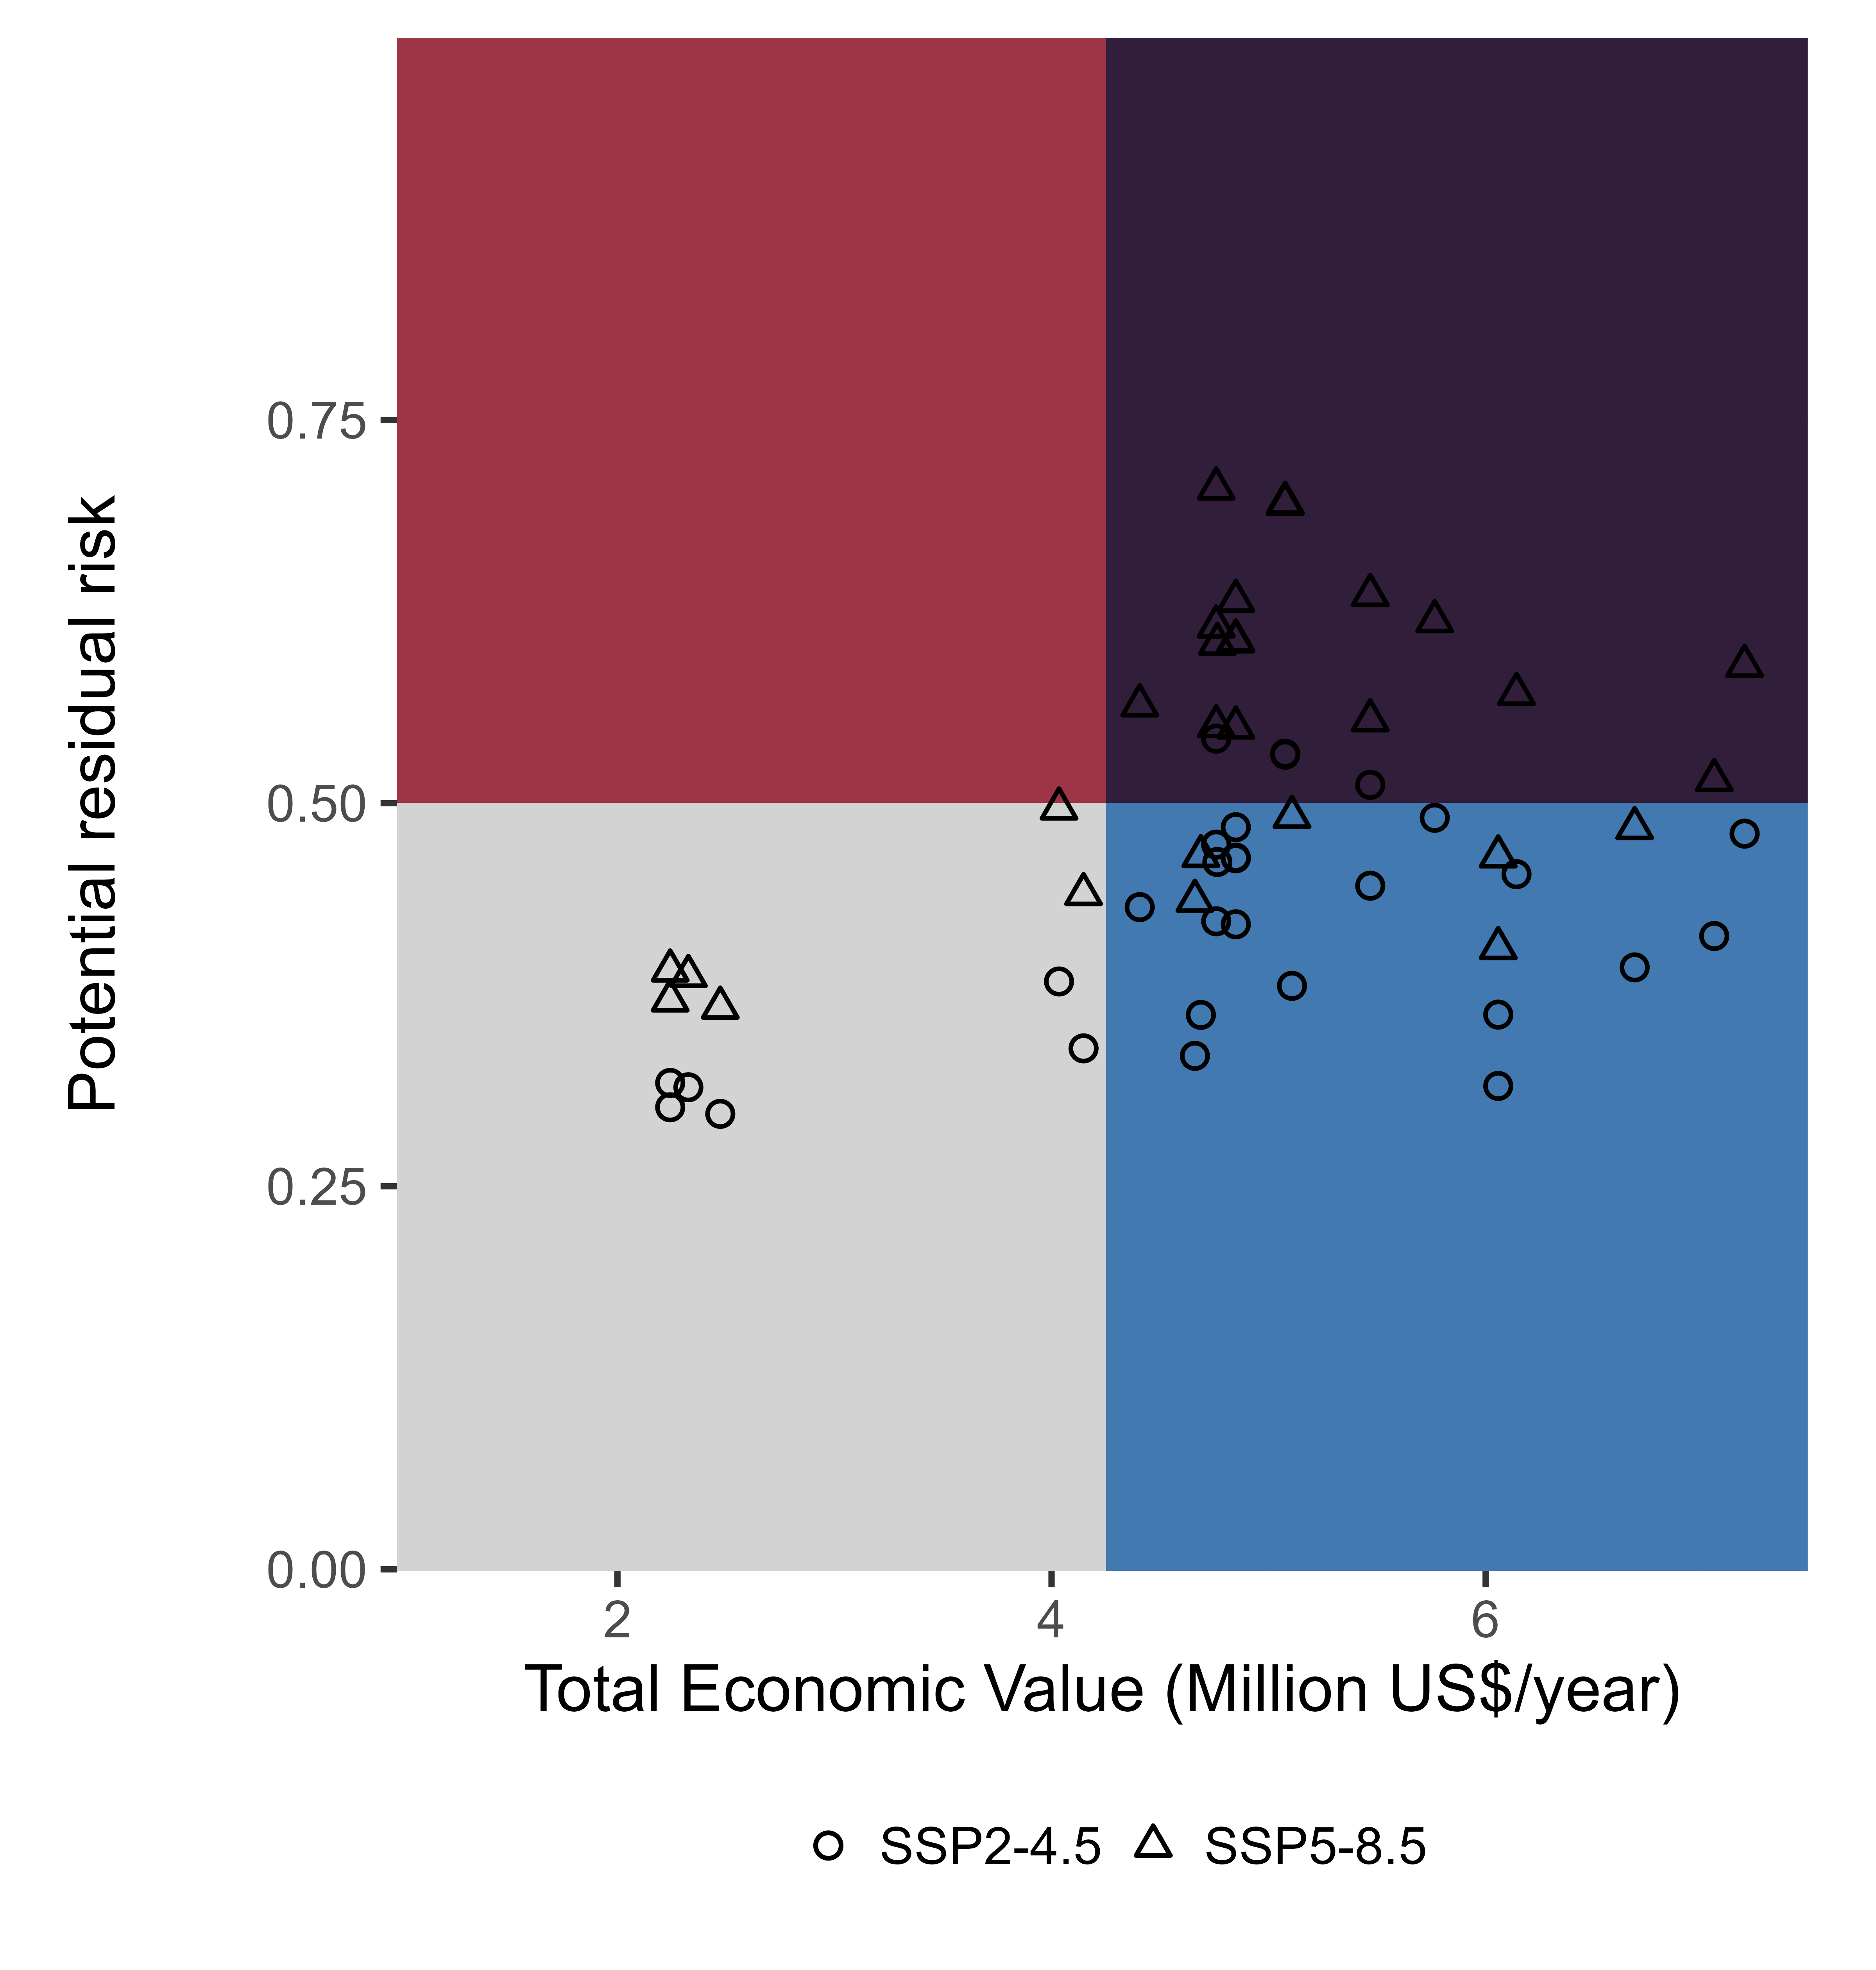 Potential residual risk
0.75
0.50
0.25
0.00
2 4 6
Total Economic Value (Million US$/year)
SSP2-4.5 SSP5-8.5